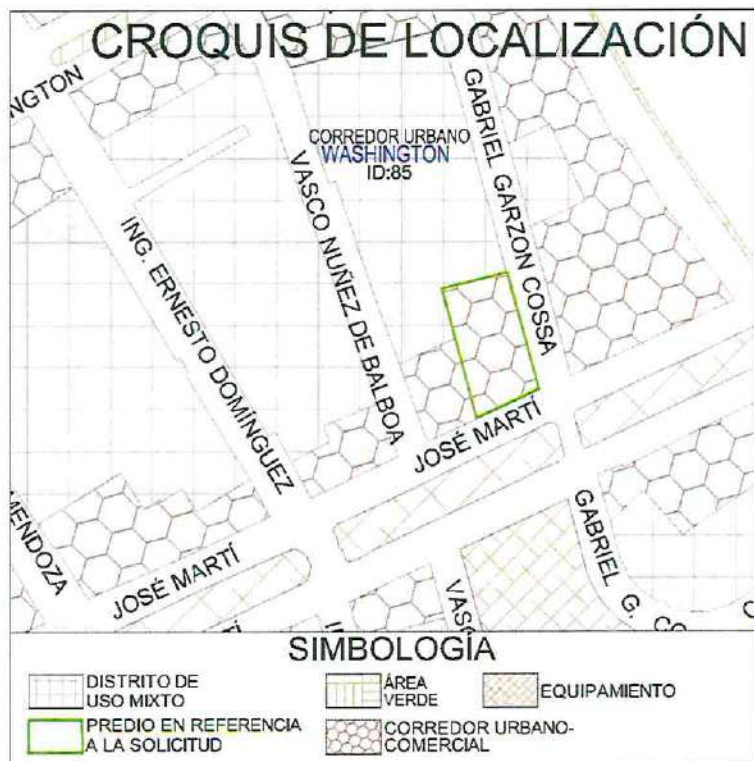 CROQUIS DE LOCALIZACIÓN
NGTON
CORREDOR URBANO
WASHINGTON
ID:85
GABRIEL GARZON COSSA
VASCO NUÑEZ DE BALBOA
ING. ERNESTO DOMÍNGUEZ
JOSÉ MARTÍ
MENDOZA
JOSÉ MARTÍ
GABRIEL G. CO
VASC
SIMBOLOGÍA
DISTRITO DE
USO MIXTO
ÁREA
VERDE
EQUIPAMIENTO
PREDIO EN REFERENCIA
A LA SOLICITUD
CORREDOR URBANO-
COMERCIAL